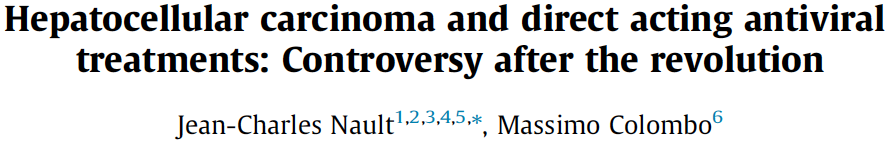 Hepatocellular carcinoma and direct acting antiviral
treatments: Controversy after the revolution
Jean-Charles Nault1,2,3,4,5,*, Massimo Colombo6